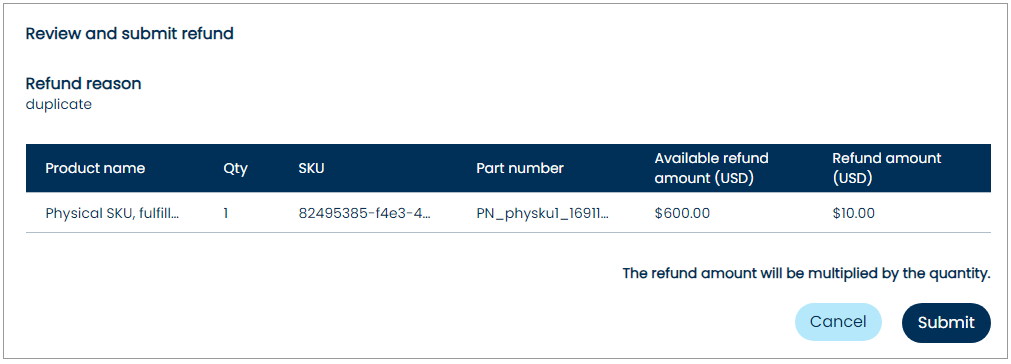 Review and submit refund
Refund reason
duplicate
Product name Qty SKU Part number Available refund amount (USD) Refund amount (USD)
Physical SKU, fulfill... 1 82495385-f4e3-4... PN_physku1_16911... $600.00 $10.00
The refund amount will be multiplied by the quantity.
Cancel Submit